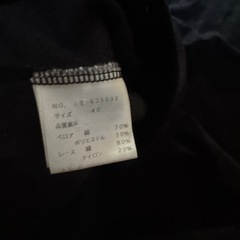 サイズ 40
品質表示
ベロア 綿 70%
ポリエステル 30%
レース 綿 80%
ナイロン 20%